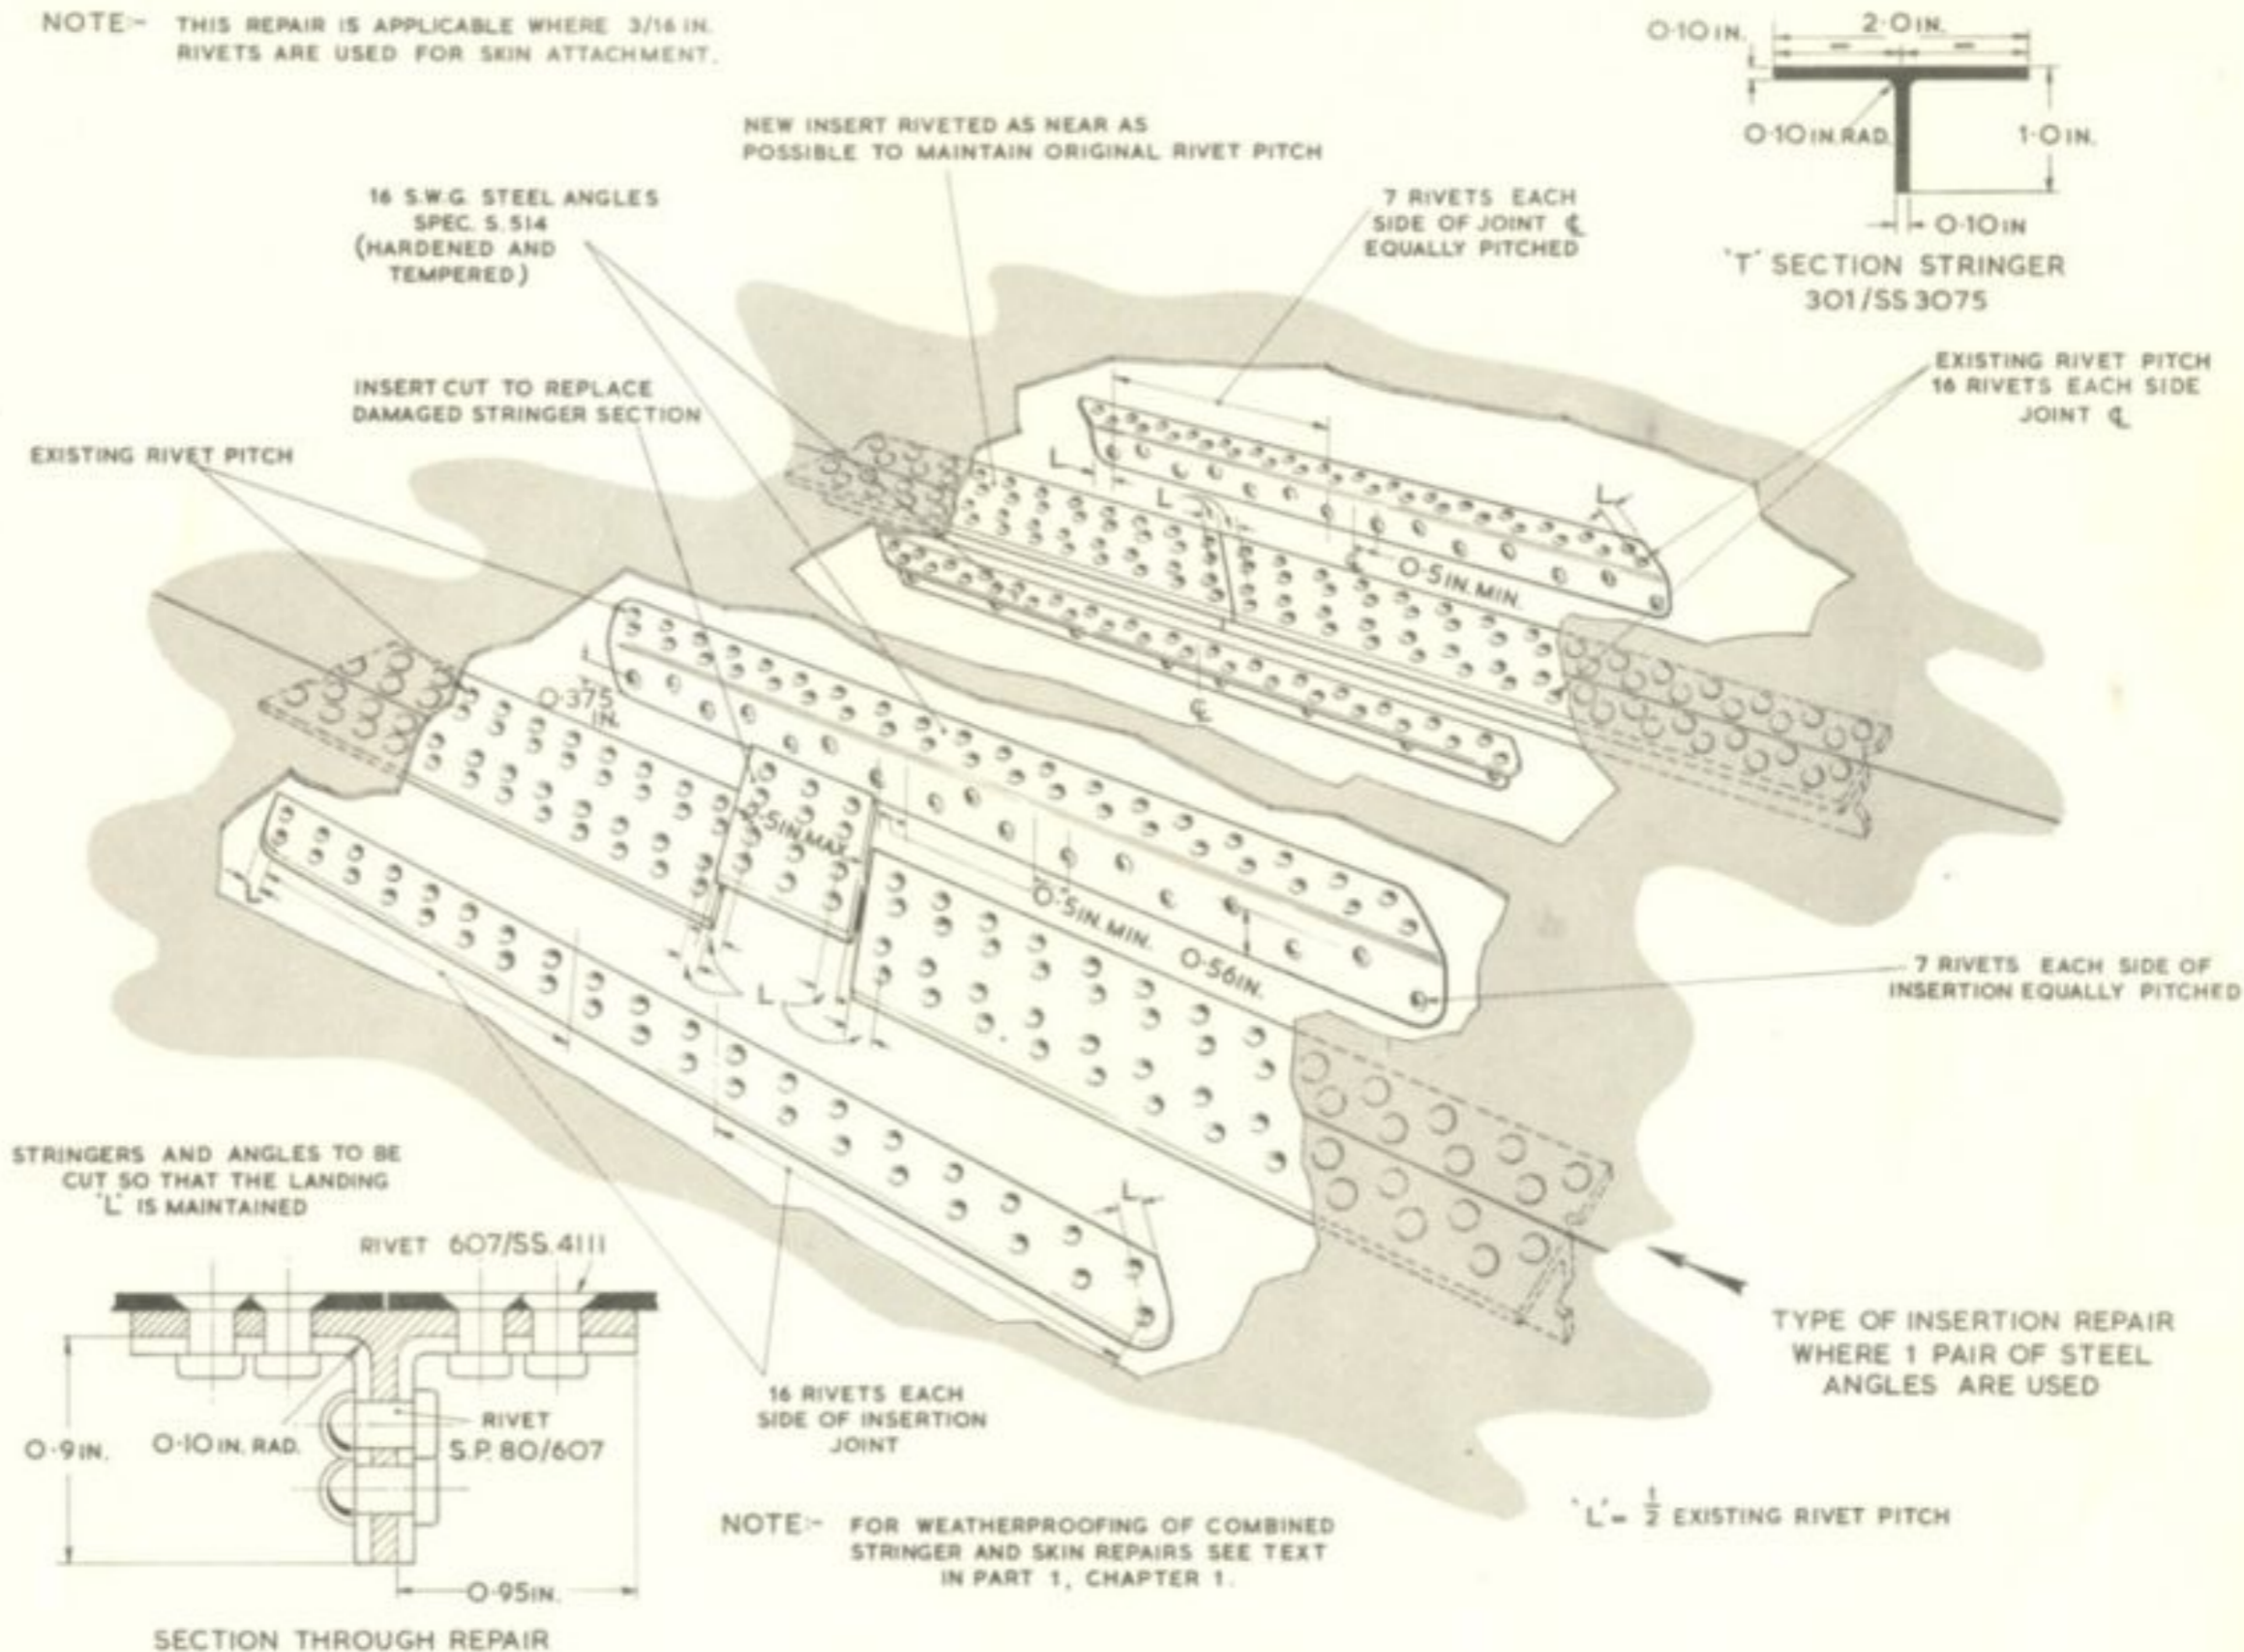 NOTE:- THIS REPAIR IS APPLICABLE WHERE 3/16 IN.
RIVETS ARE USED FOR SKIN ATTACHMENT.
0·10 IN.
2·0 IN.
0·10 IN. RAD.
1·0 IN.
0·10 IN
'T' SECTION STRINGER
301/SS 3075
NEW INSERT RIVETED AS NEAR AS
POSSIBLE TO MAINTAIN ORIGINAL RIVET PITCH
16 S.W.G. STEEL ANGLES
SPEC. S. 514
(HARDENED AND
TEMPERED)
7 RIVETS EACH
SIDE OF JOINT ℄
EQUALLY PITCHED
EXISTING RIVET PITCH
16 RIVETS EACH SIDE
JOINT ℄
INSERT CUT TO REPLACE
DAMAGED STRINGER SECTION
EXISTING RIVET PITCH
L
L
L
0·5 IN. MIN.
℄
L
0·375
IN.
·5 IN. MAX.
0·5 IN. MIN.
0·56 IN.
L
L
L
7 RIVETS EACH SIDE OF
INSERTION EQUALLY PITCHED
STRINGERS AND ANGLES TO BE
CUT SO THAT THE LANDING
'L' IS MAINTAINED
RIVET 607/SS. 4111
0·9 IN.
0·10 IN. RAD.
RIVET
S.P. 80/607
0·95 IN.
SECTION THROUGH REPAIR
16 RIVETS EACH
SIDE OF INSERTION
JOINT
TYPE OF INSERTION REPAIR
WHERE 1 PAIR OF STEEL
ANGLES ARE USED
'L' = 1/2 EXISTING RIVET PITCH
NOTE:- FOR WEATHERPROOFING OF COMBINED
STRINGER AND SKIN REPAIRS SEE TEXT
IN PART 1, CHAPTER 1.